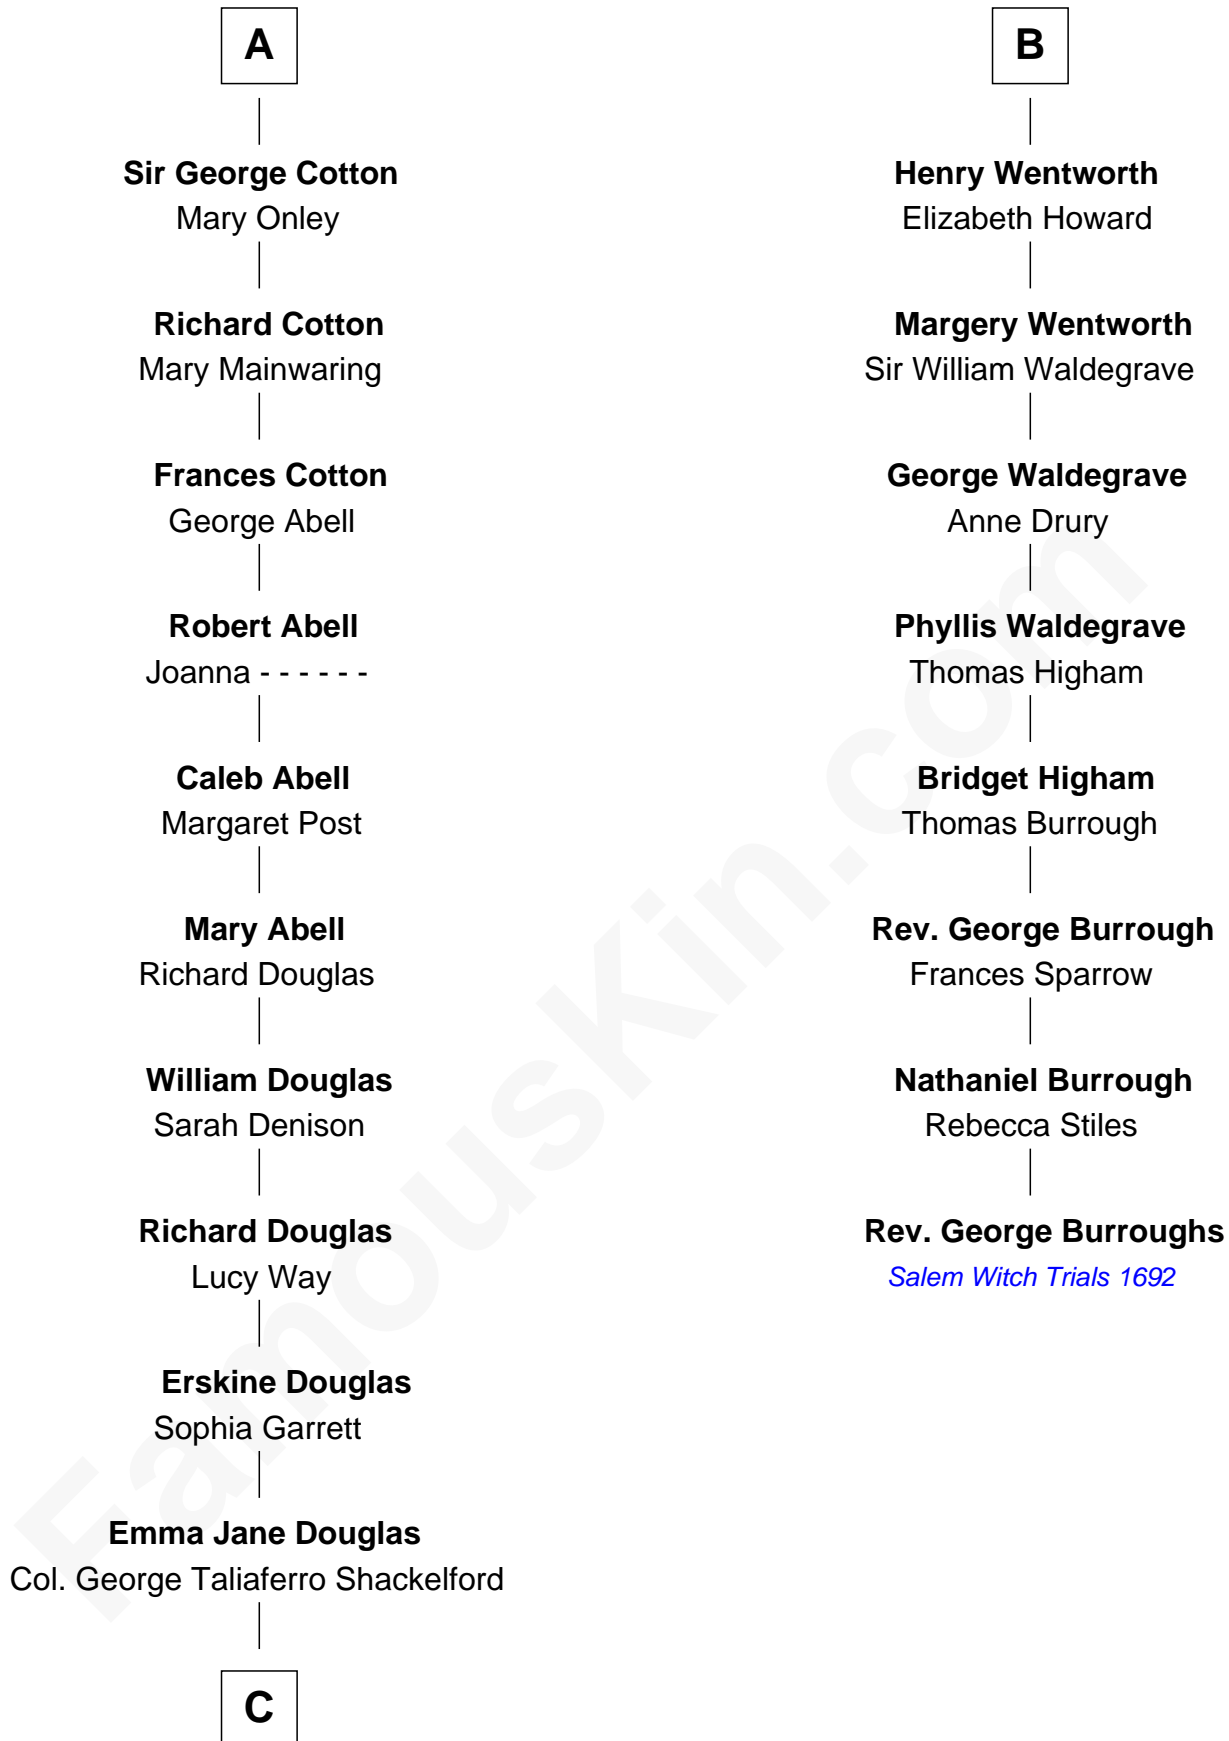 A
Sir George Cotton
Mary Onley
Richard Cotton
Mary Mainwaring
Frances Cotton
George Abell
Robert Abell
Joanna - - - - - -
Caleb Abell
Margaret Post
Mary Abell
Richard Douglas
William Douglas
Sarah Denison
Richard Douglas
Lucy Way
Erskine Douglas
Sophia Garrett
Emma Jane Douglas
Col. George Taliaferro Shackelford
C
B
Henry Wentworth
Elizabeth Howard
Margery Wentworth
Sir William Waldegrave
George Waldegrave
Anne Drury
Phyllis Waldegrave
Thomas Higham
Bridget Higham
Thomas Burrough
Rev. George Burrough
Frances Sparrow
Nathaniel Burrough
Rebecca Stiles
Rev. George Burroughs
Salem Witch Trials 1692
FamousKin.com